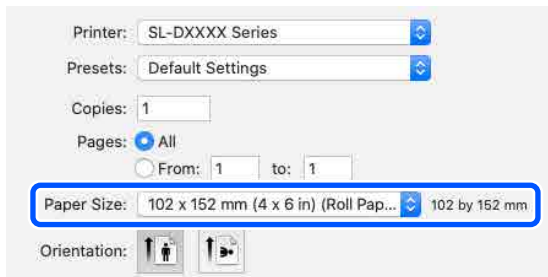 Printer: SL-DXXXX Series
Presets: Default Settings
Copies: 1
Pages: All
From: 1 to: 1
Paper Size: 102 x 152 mm (4 x 6 in) (Roll Pap... 102 by 152 mm
Orientation: